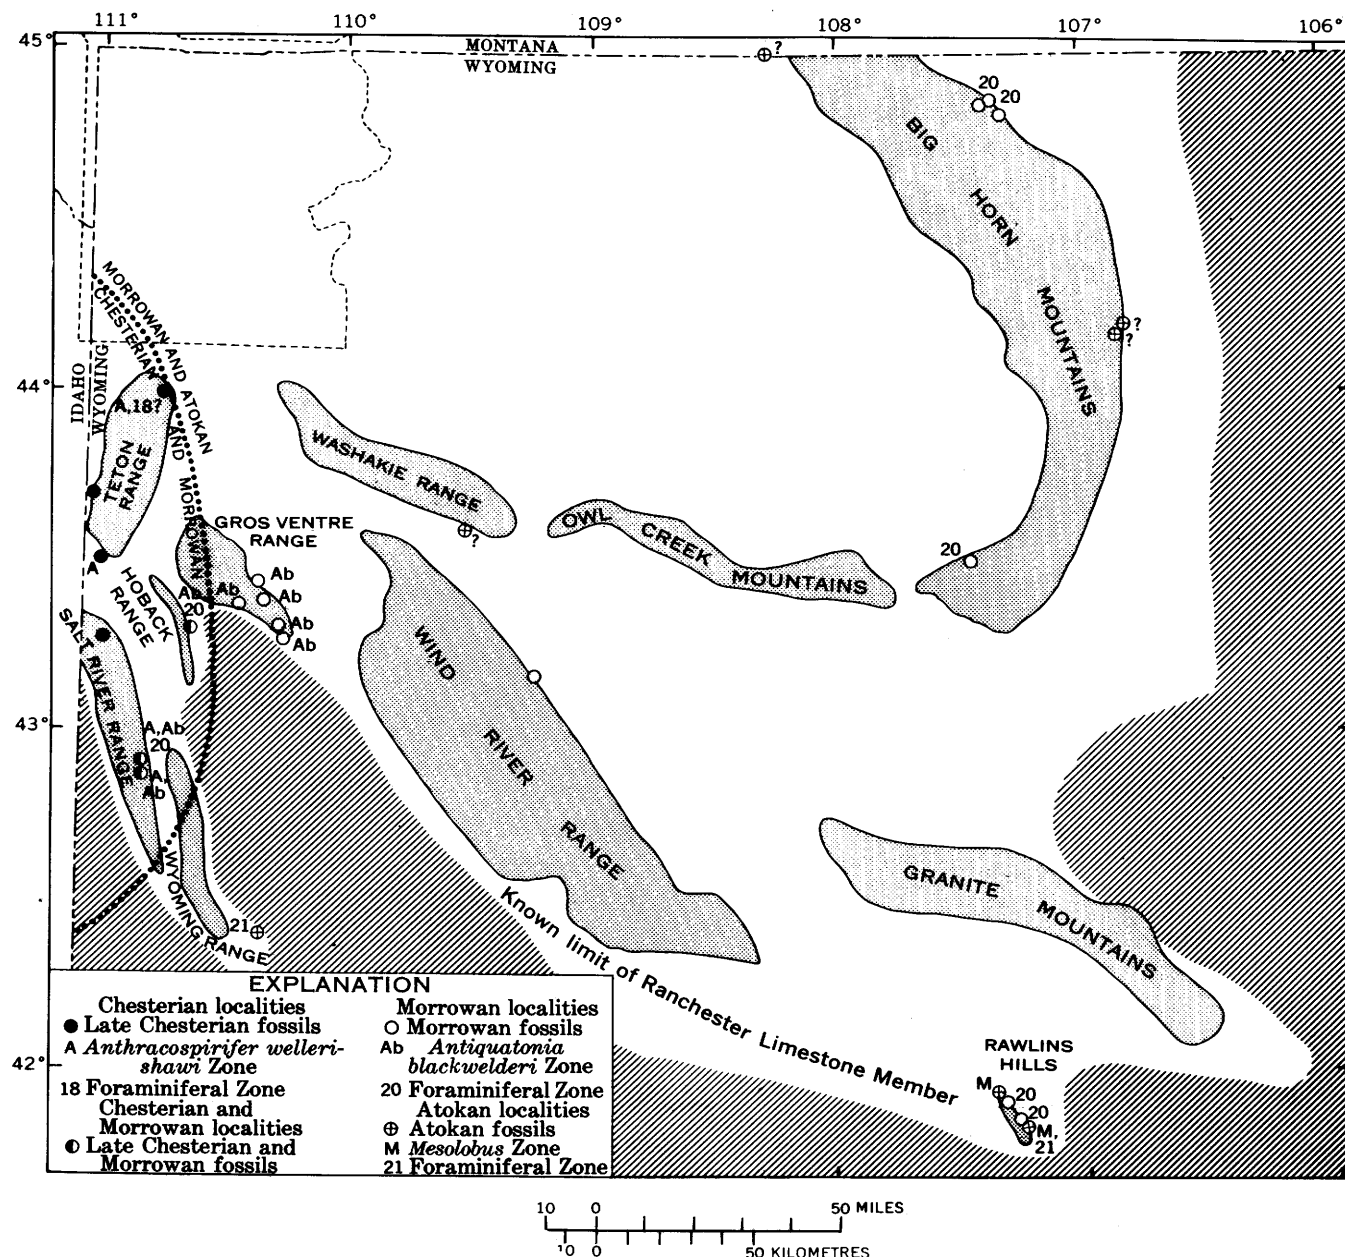 111° 110° 109° 108° 107° 106°
45°
MONTANA
WYOMING
?
20
20
BIG HORN MOUNTAINS
?
?
MORROWAN AND ATOKAN
CHESTERIAN AND MORROWAN
44°
IDAHO
WYOMING
A,18?
TETON
RANGE
WASHAKIE RANGE
?
GROS VENTRE
RANGE
OWL CREEK MOUNTAINS
20
A
HOBACK
RANGE
Ab
20
Ab
Ab
Ab
Ab
Ab
SALT RIVER RANGE
WIND RIVER RANGE
43°
A,Ab
20
A,
Ab
WYOMING RANGE
21
GRANITE MOUNTAINS
Known limit of Ranchester Limestone Member
42°
RAWLINS
HILLS
M
20
20
M,
21
EXPLANATION
Chesterian localities
Late Chesterian fossils
A Anthracospirifer welleri-
shawi Zone
18 Foraminiferal Zone
Chesterian and
Morrowan localities
Late Chesterian and
Morrowan fossils
Morrowan localities
Morrowan fossils
Ab Antiquatonia
blackwelderi Zone
20 Foraminiferal Zone
Atokan localities
Atokan fossils
M Mesolobus Zone
21 Foraminiferal Zone
10 0 50 MILES
10 0 50 KILOMETRES